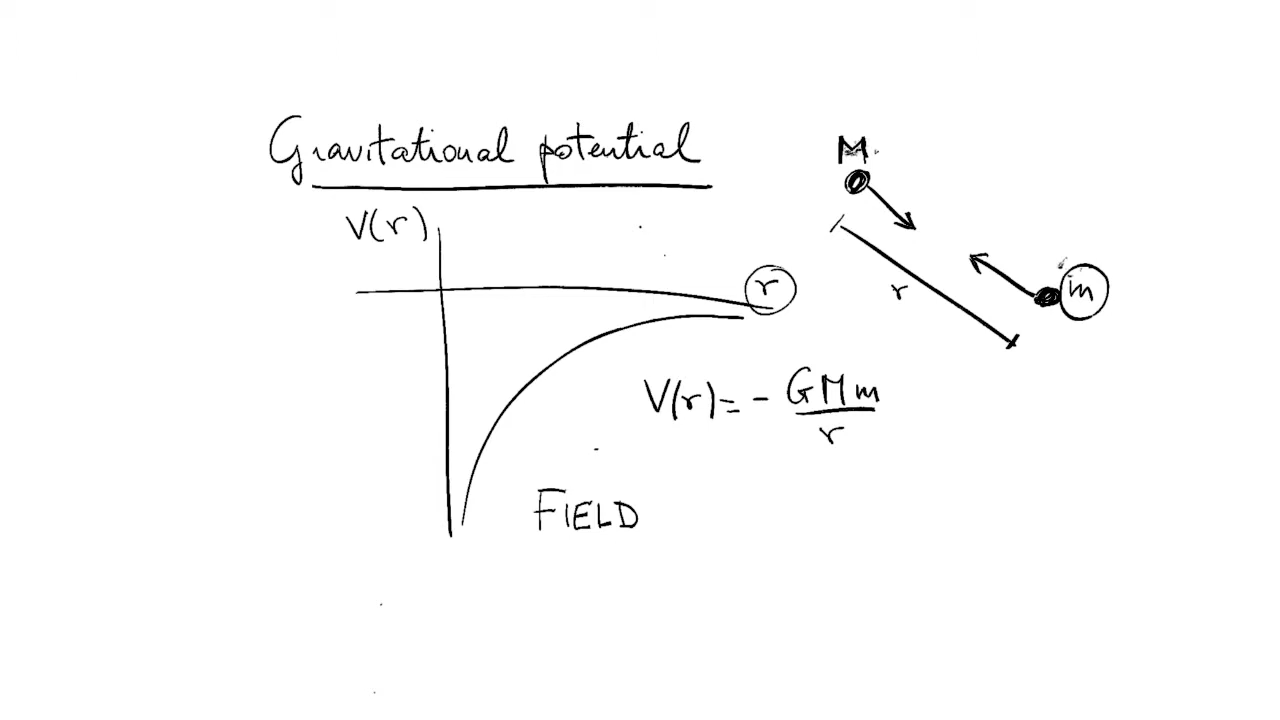 Gravitational potential
V(r)
r
M
m
r
V(r) = - GMm/r
FIELD